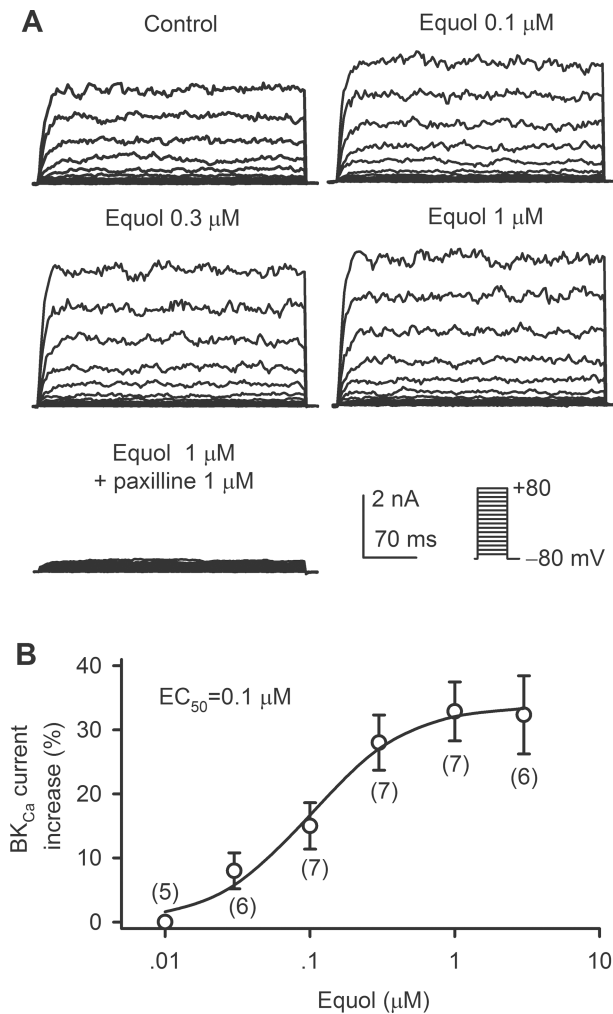 A
Control
Equol 0.1 μM
Equol 0.3 μM
Equol 1 μM
Equol 1 μM
+ paxilline 1 μM
2 nA
70 ms
+80
−80 mV
B
EC50=0.1 μM
BKCa current
increase (%)
40
30
20
10
0
(5)
(6)
(7)
(7)
(7)
(6)
.01
.1
1
10
Equol (μM)